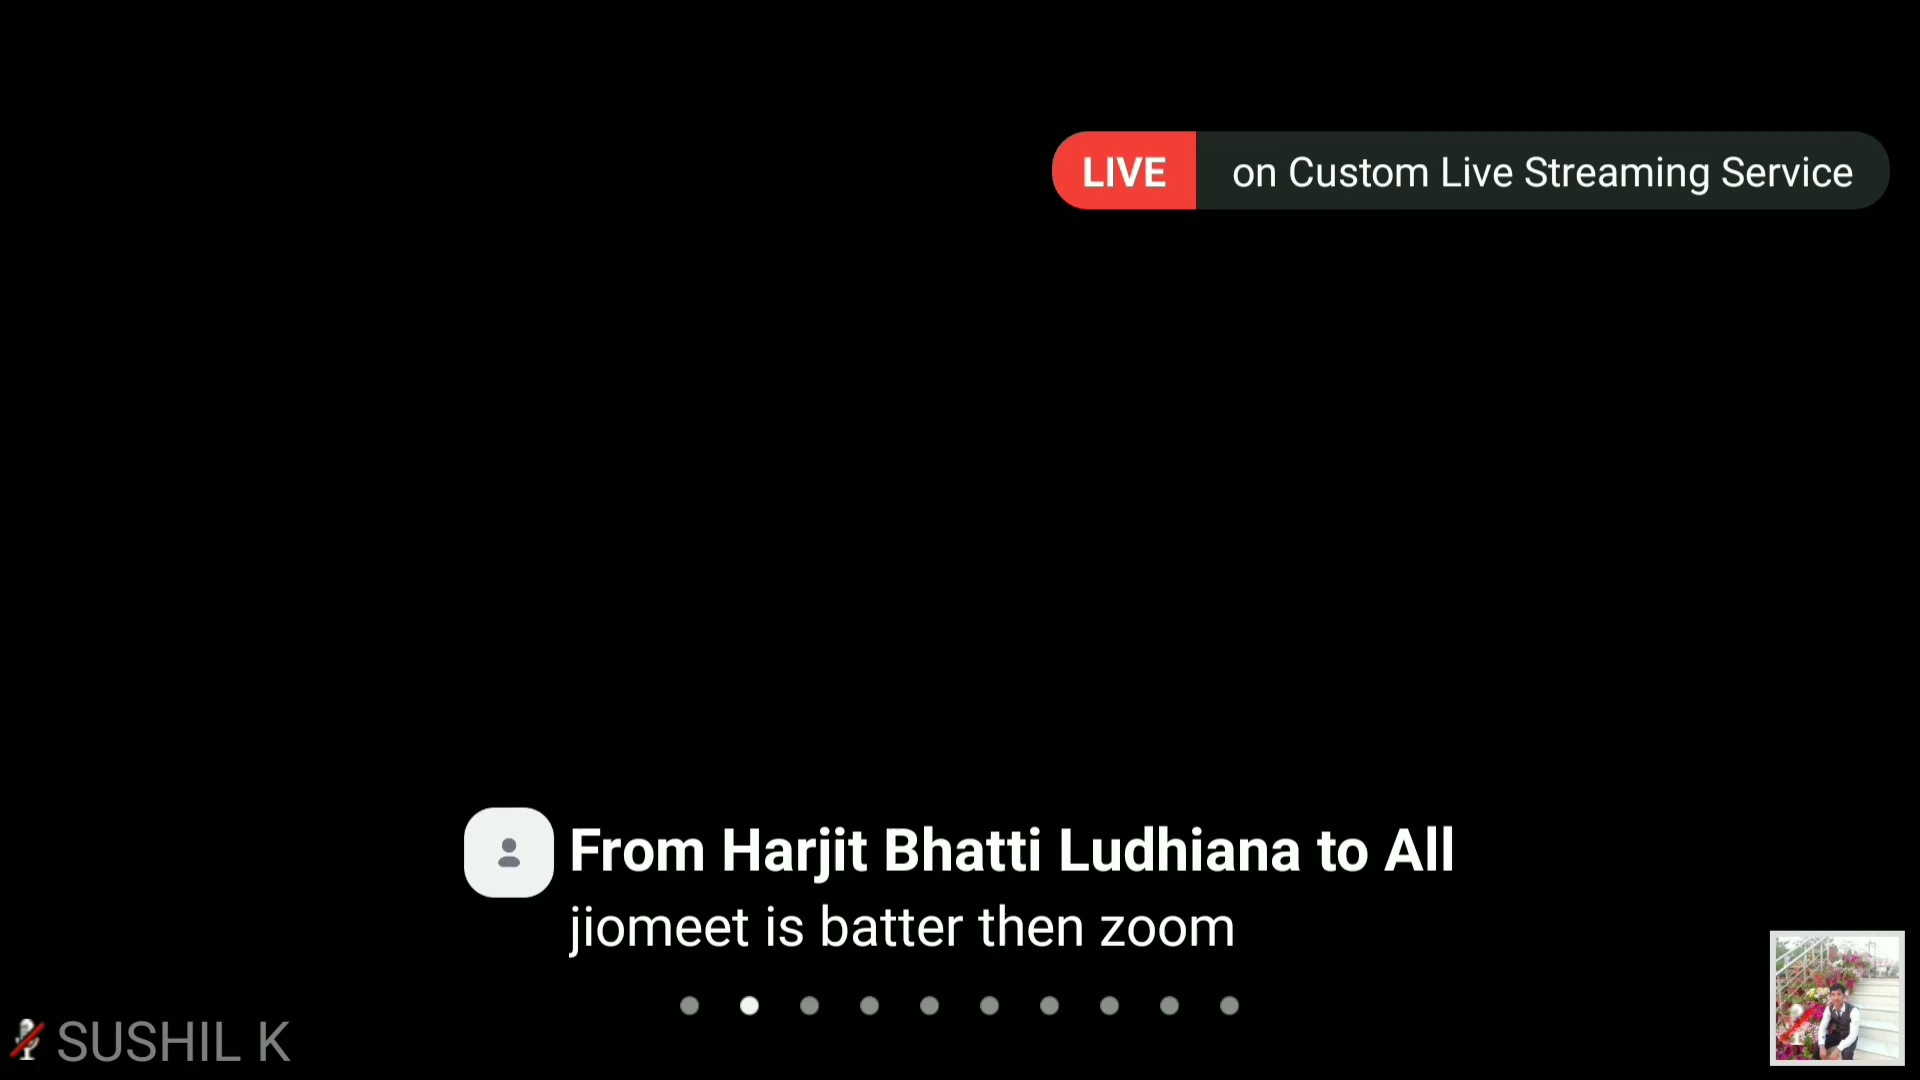 LIVE on Custom Live Streaming Service
From Harjit Bhatti Ludhiana to All
jiomeet is batter then zoom
SUSHIL K